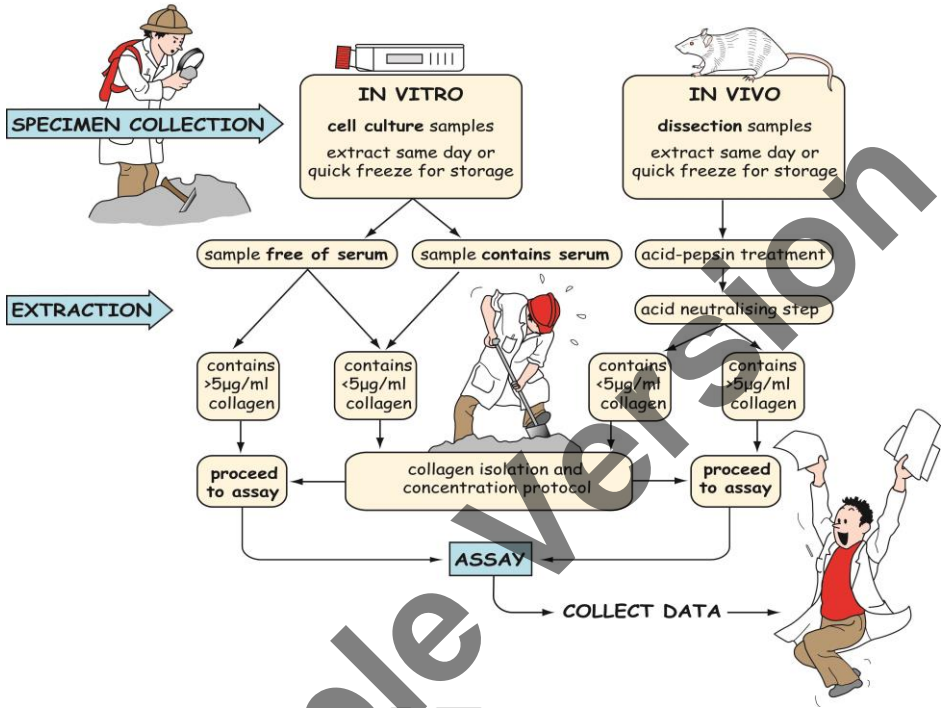 SPECIMEN COLLECTION
IN VITRO
cell culture samples
extract same day or
quick freeze for storage
IN VIVO
dissection samples
extract same day or
quick freeze for storage
sample free of serum
sample contains serum
acid-pepsin treatment
EXTRACTION
acid neutralising step
contains
>5µg/ml
collagen
contains
<5µg/ml
collagen
contains
<5µg/ml
collagen
contains
>5µg/ml
collagen
proceed
to assay
collagen isolation and
concentration protocol
proceed
to assay
ASSAY
COLLECT DATA
ple Version